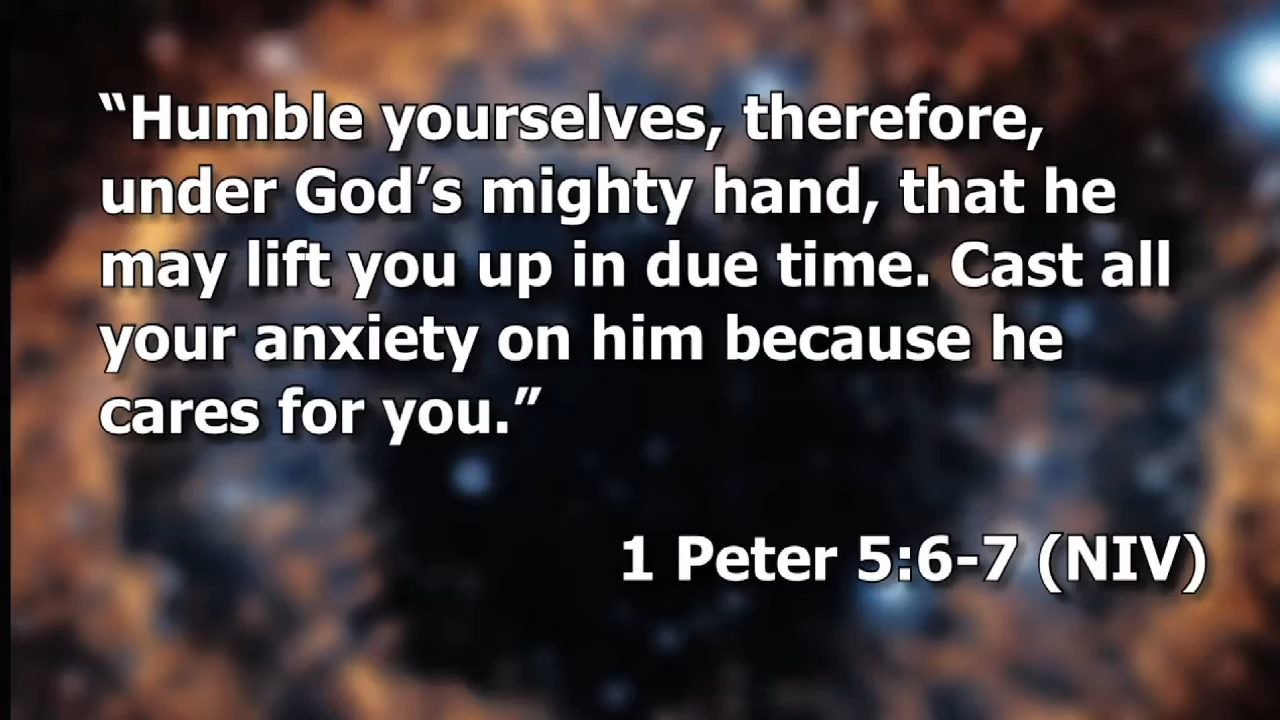 “Humble yourselves, therefore,
under God’s mighty hand, that he
may lift you up in due time. Cast all
your anxiety on him because he
cares for you.”
1 Peter 5:6-7 (NIV)